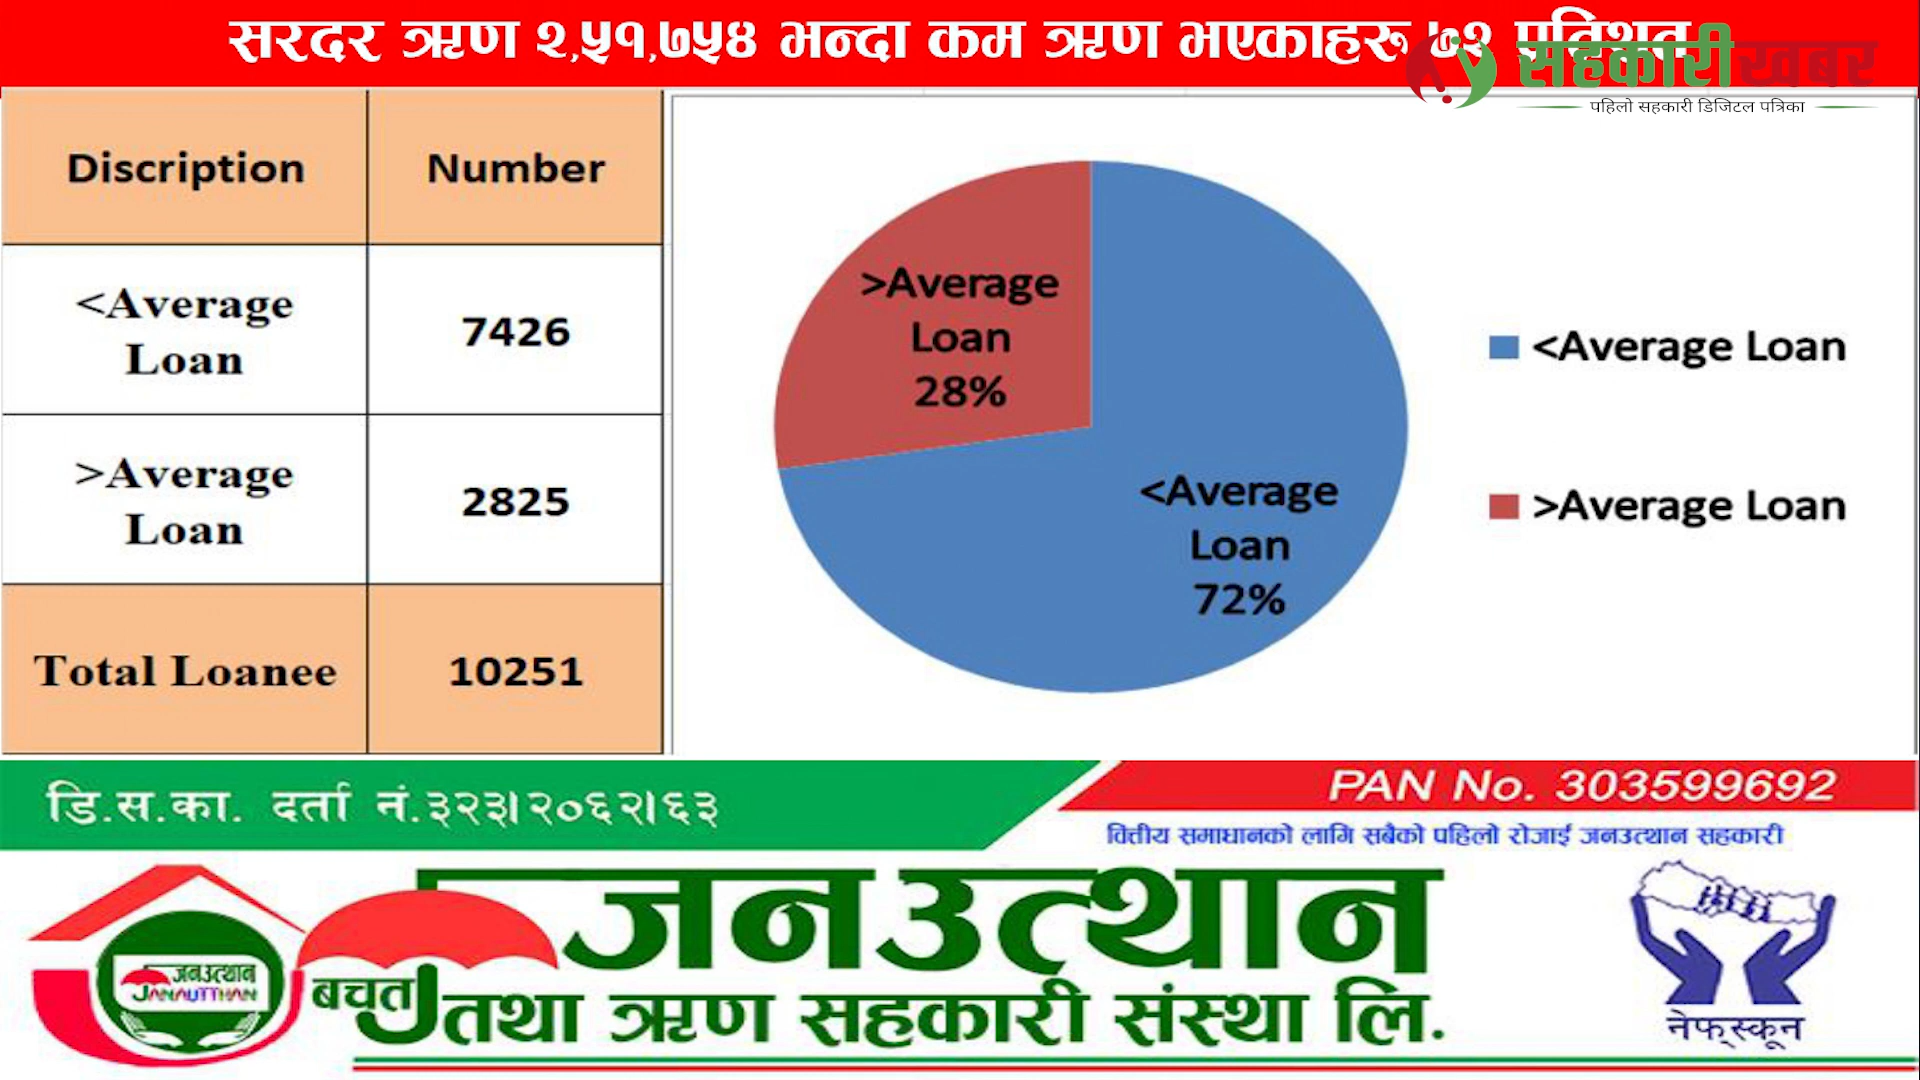 सरदर ऋण २,५१,७५४ भन्दा कम ऋण भएकाहरु ७२ प्रतिशत
सहकारीखबर
पहिलो सहकारी डिजिटल पत्रिका
Discription Number
<Average
Loan
7426
>Average
Loan
2825
Total Loanee 10251
>Average
Loan
28%
<Average
Loan
72%
<Average Loan
>Average Loan
डि.स.का. दर्ता नं.३२३।२०६२।६३
PAN No. 303599692
वित्तीय समाधानको लागि सबैको पहिलो रोजाई जनउत्थान सहकारी
जनउत्थान
JANAUTTHAN
जनउत्थान
बचत तथा ऋण सहकारी संस्था लि.
नेफ्स्कून